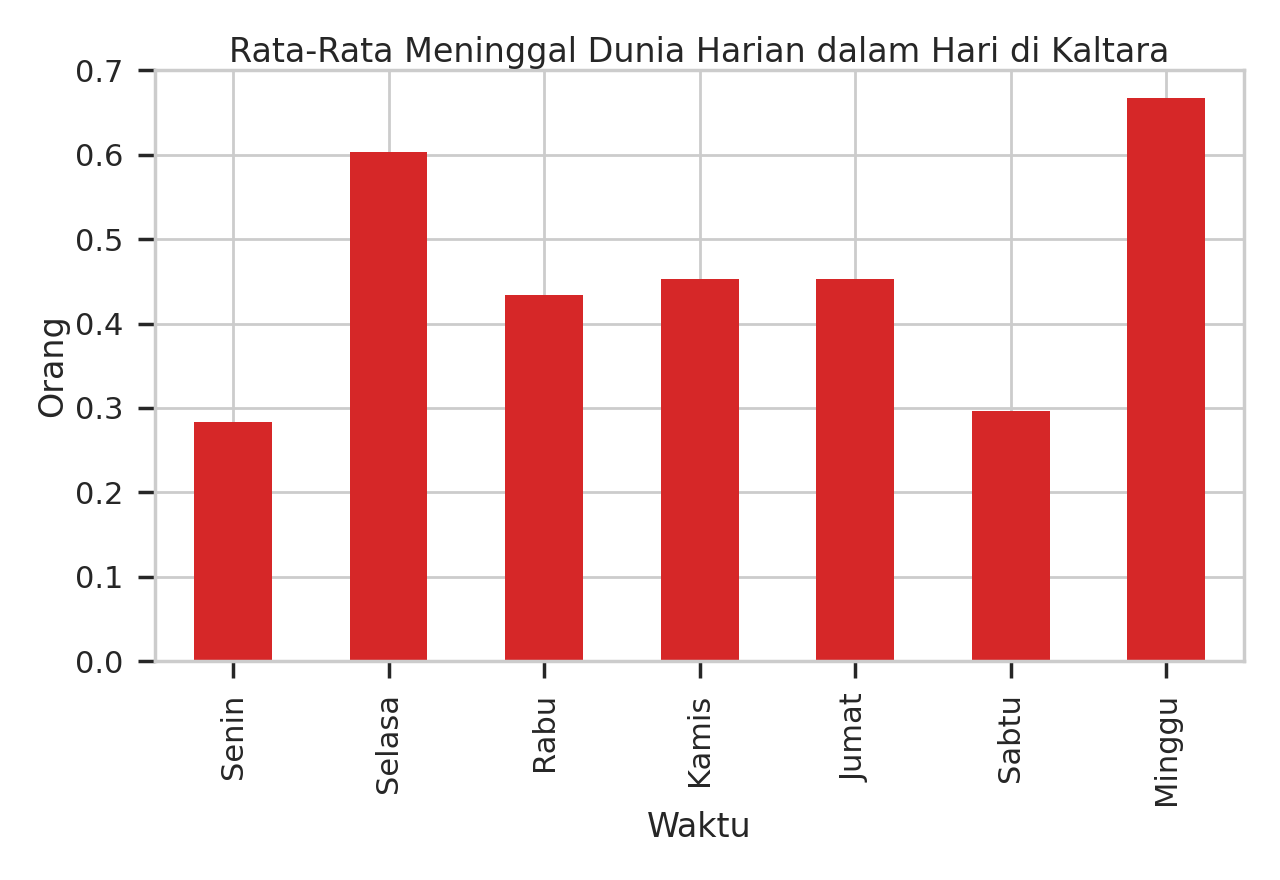 Rata-Rata Meninggal Dunia Harian dalam Hari di Kaltara
0.7
0.6
0.5
0.4
0.3
0.2
0.1
0.0
Orang
Senin
Selasa
Rabu
Kamis
Jumat
Sabtu
Minggu
Waktu